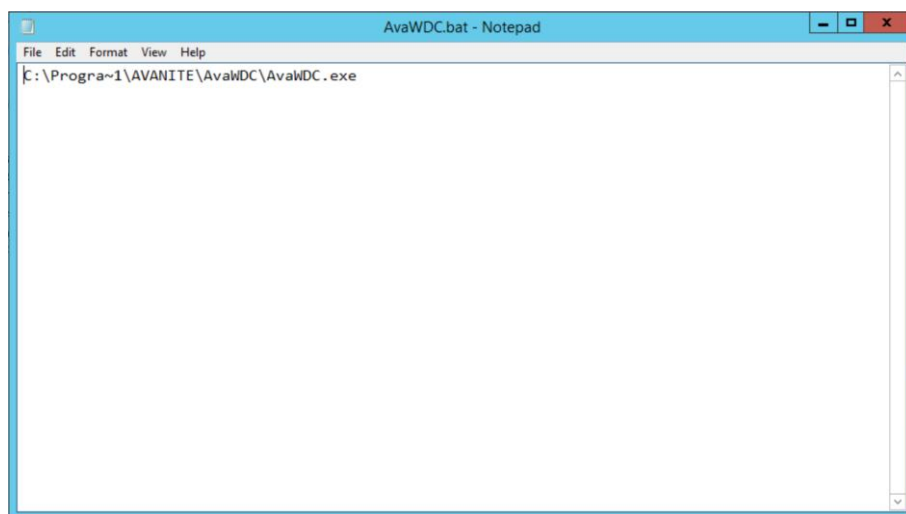 AvaWDC.bat - Notepad
File Edit Format View Help
C:\Progra~1\AVANITE\AvaWDC\AvaWDC.exe